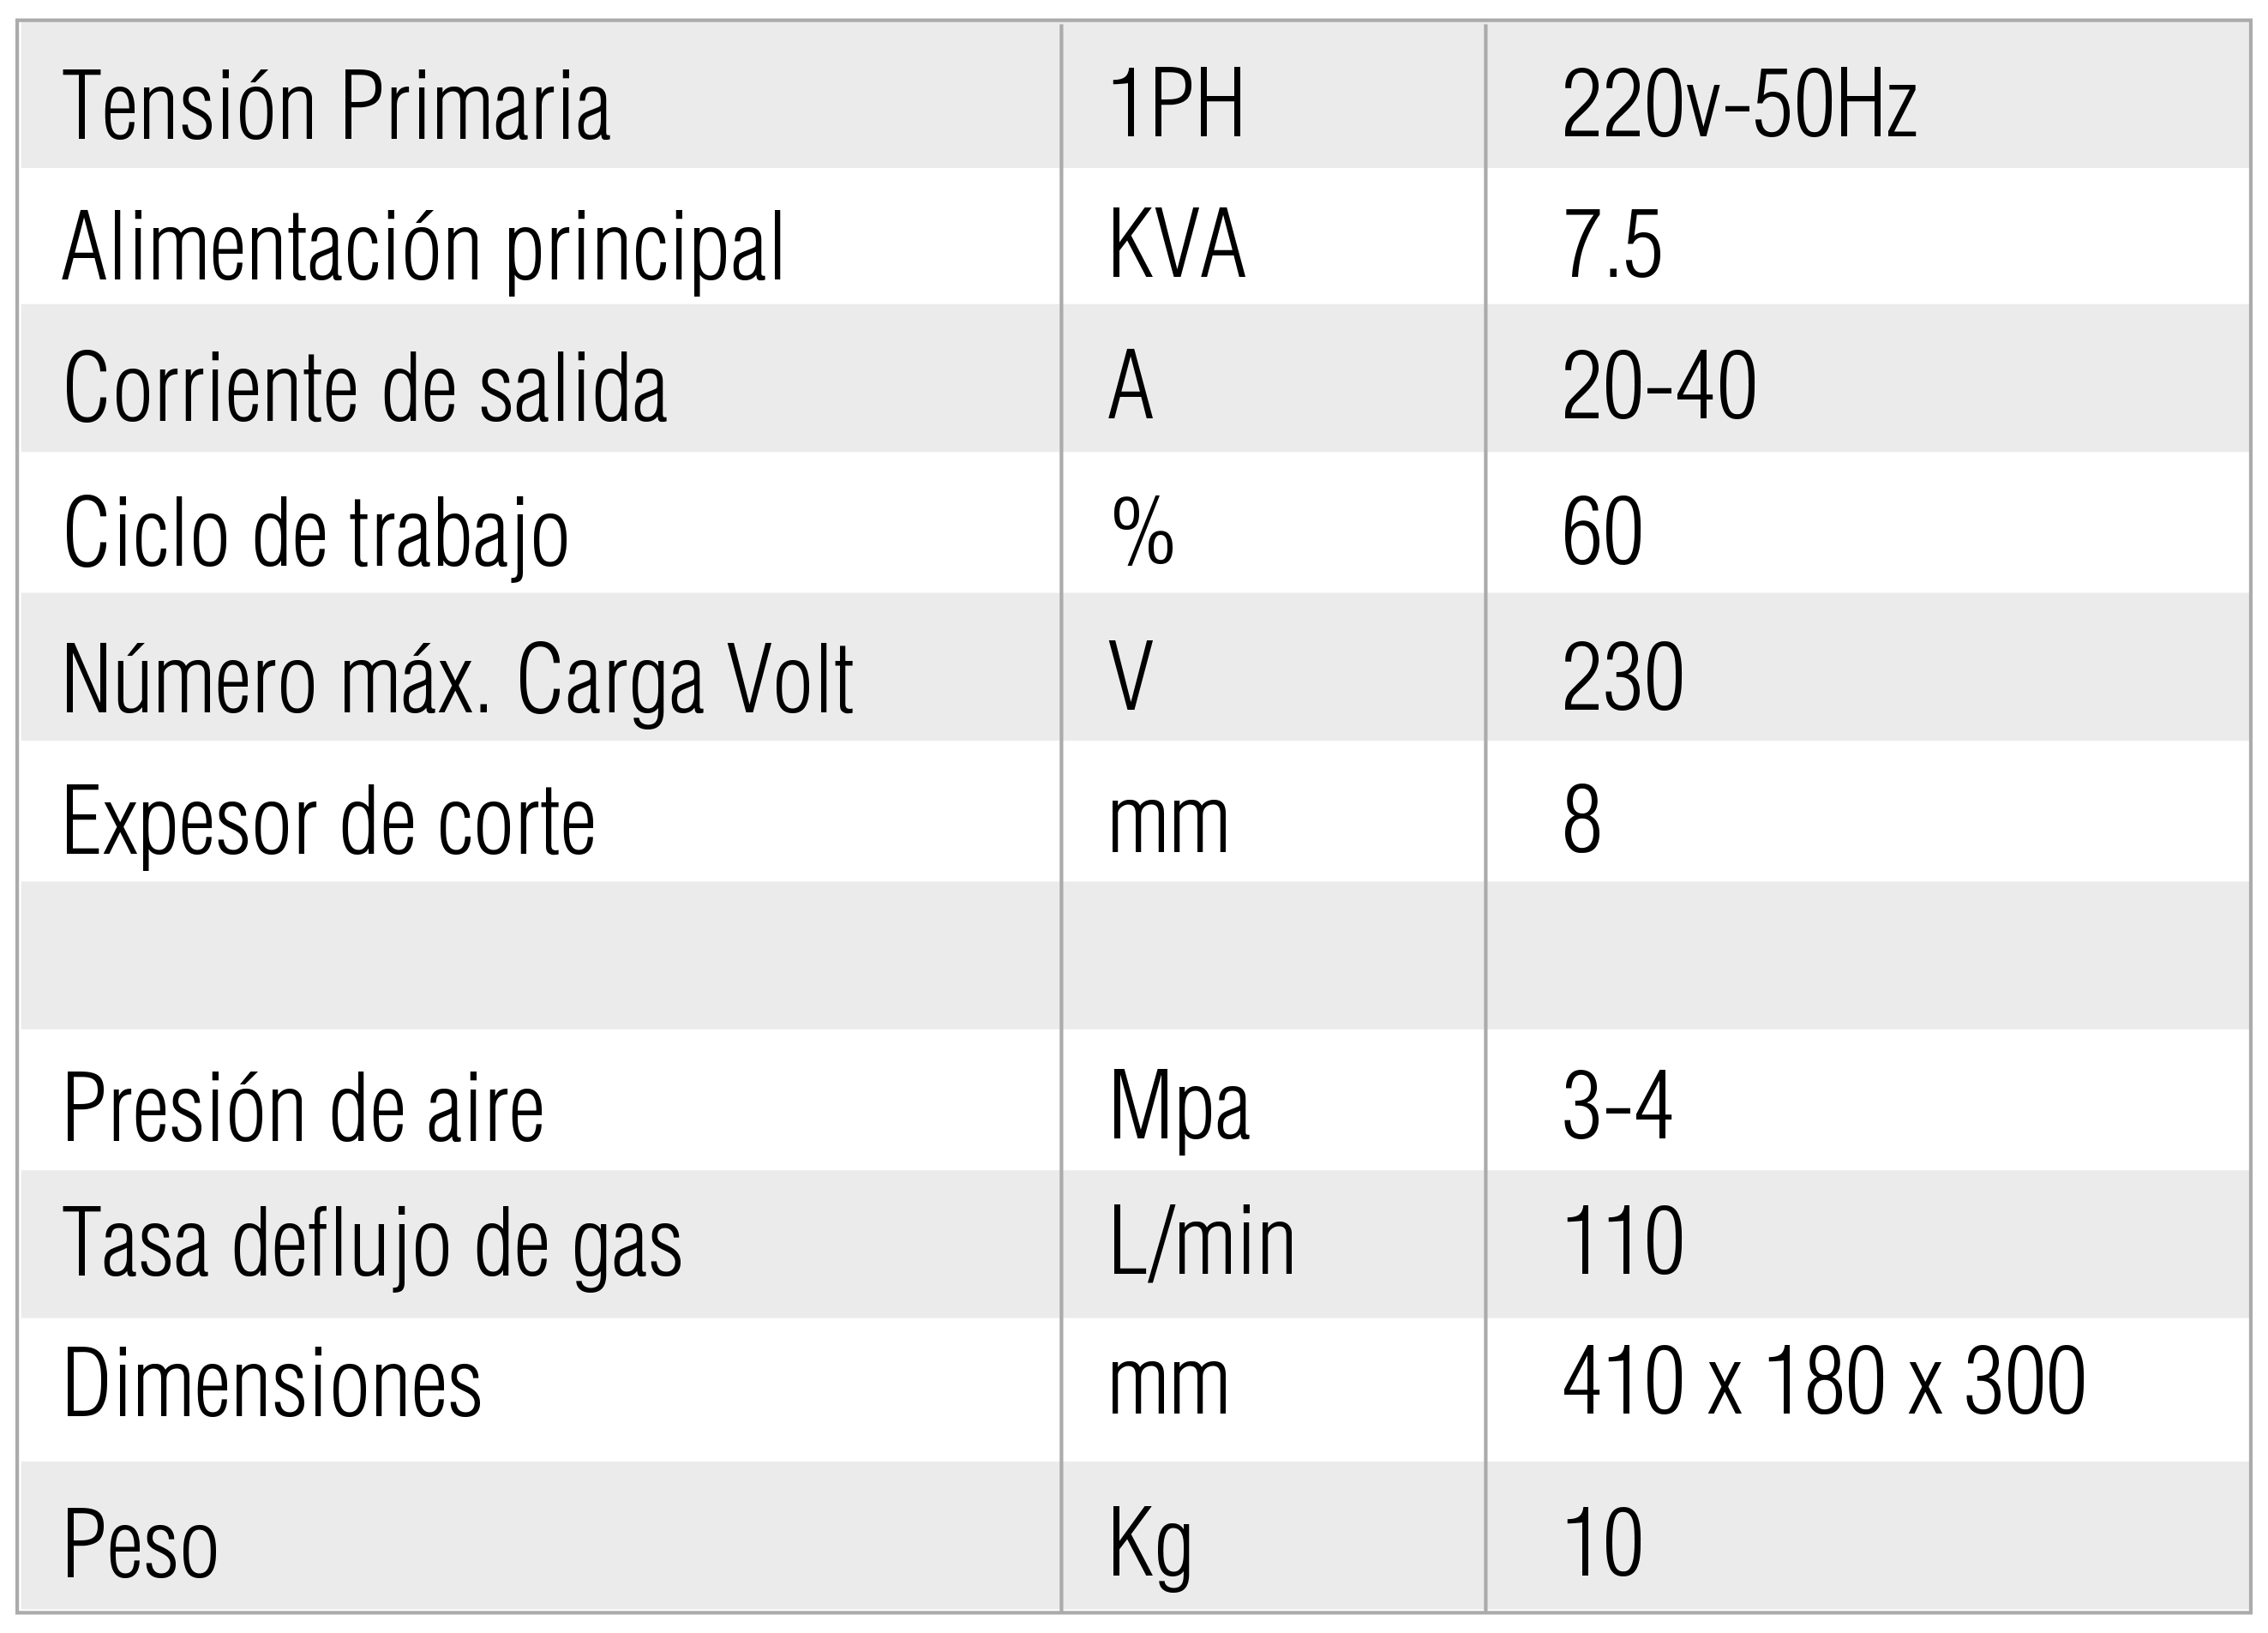 Tensión Primaria 1PH 220v-50Hz
Alimentación principal KVA 7.5
Corriente de salida A 20-40
Ciclo de trabajo % 60
Número máx. Carga Volt V 230
Expesor de corte mm 8
Presión de aire Mpa 3-4
Tasa deflujo de gas L/min 110
Dimensiones mm 410 x 180 x 300
Peso Kg 10